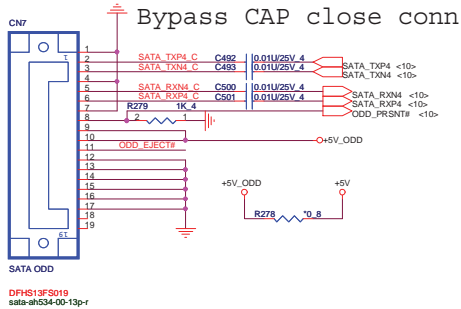 Bypass CAP close conn
CN7
1
1
2 SATA_TXP4_C C492 0.01U/25V_4 SATA_TXP4 <10>
3 SATA_TXN4_C C493 0.01U/25V_4 SATA_TXN4 <10>
4
5 SATA_RXN4_C C500 0.01U/25V_4 SATA_RXN4 <10>
6 SATA_RXP4_C C501 0.01U/25V_4 SATA_RXP4 <10>
7 R279 1K_4 ODD_PRSNT# <10>
8 2 1
9
10 +5V_ODD
11 ODD_EJECT#
12
13
14
15
16
17
18
19
19
+5V_ODD +5V
R278 *0_8
SATA ODD
DFHS13FS019
sata-ah534-00-13p-r